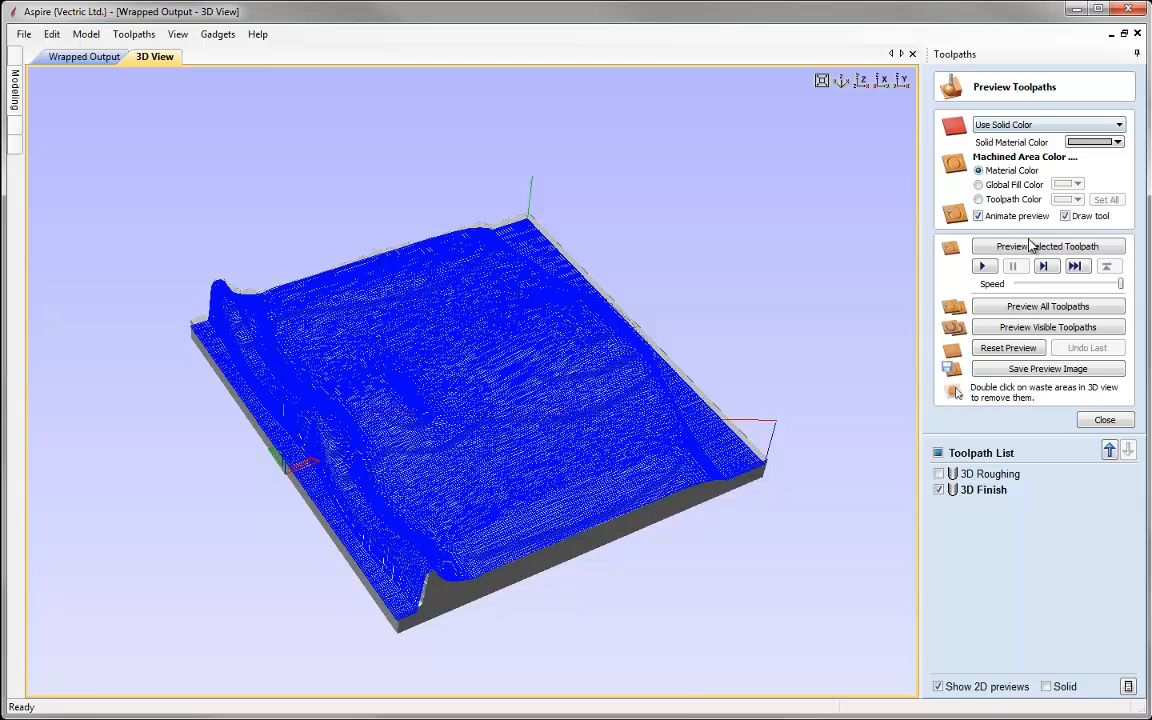 Aspire {Vectric Ltd.} - [Wrapped Output - 3D View]
File Edit Model Toolpaths View Gadgets Help
Wrapped Output 3D View
Modeling
Z X Y
Toolpaths
Preview Toolpaths
Use Solid Color
Solid Material Color
Machined Area Color ....
Material Color
Global Fill Color
Toolpath Color Set All
Animate preview Draw tool
Preview Selected Toolpath
Speed
Preview All Toolpaths
Preview Visible Toolpaths
Reset Preview Undo Last
Save Preview Image
Double click on waste areas in 3D view
to remove them.
Close
Toolpath List
3D Roughing
3D Finish
Show 2D previews Solid
Ready